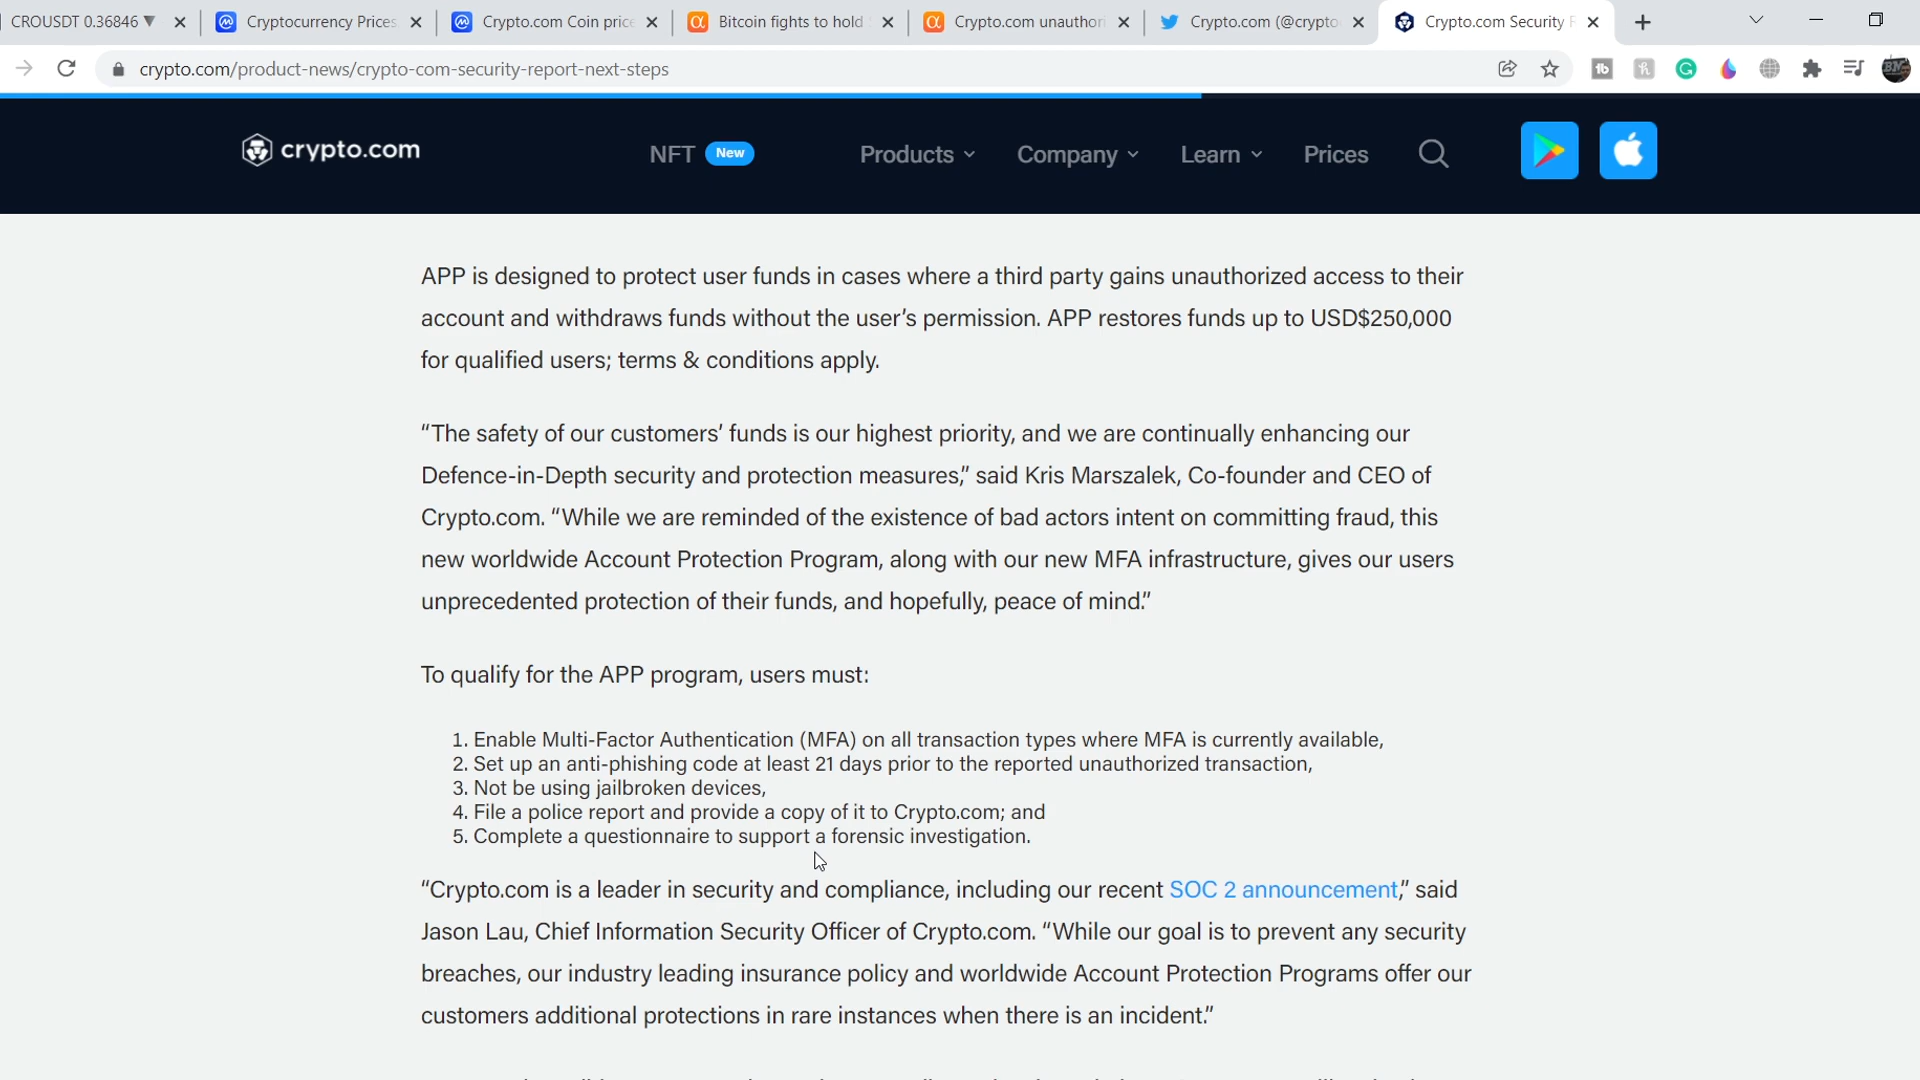 CROUSDT 0.36846 ▼
Cryptocurrency Prices
Crypto.com Coin price
Bitcoin fights to hold
Crypto.com unauthori
Crypto.com (@crypto
Crypto.com Security
crypto.com/product-news/crypto-com-security-report-next-steps
crypto.com
NFT New Products Company Learn Prices
APP is designed to protect user funds in cases where a third party gains unauthorized access to their
account and withdraws funds without the user’s permission. APP restores funds up to USD$250,000
for qualified users; terms & conditions apply.
“The safety of our customers’ funds is our highest priority, and we are continually enhancing our
Defence-in-Depth security and protection measures,” said Kris Marszalek, Co-founder and CEO of
Crypto.com. “While we are reminded of the existence of bad actors intent on committing fraud, this
new worldwide Account Protection Program, along with our new MFA infrastructure, gives our users
unprecedented protection of their funds, and hopefully, peace of mind.”
To qualify for the APP program, users must:
1. Enable Multi-Factor Authentication (MFA) on all transaction types where MFA is currently available,
2. Set up an anti-phishing code at least 21 days prior to the reported unauthorized transaction,
3. Not be using jailbroken devices,
4. File a police report and provide a copy of it to Crypto.com; and
5. Complete a questionnaire to support a forensic investigation.
“Crypto.com is a leader in security and compliance, including our recent SOC 2 announcement,” said
Jason Lau, Chief Information Security Officer of Crypto.com. “While our goal is to prevent any security
breaches, our industry leading insurance policy and worldwide Account Protection Programs offer our
customers additional protections in rare instances when there is an incident.”